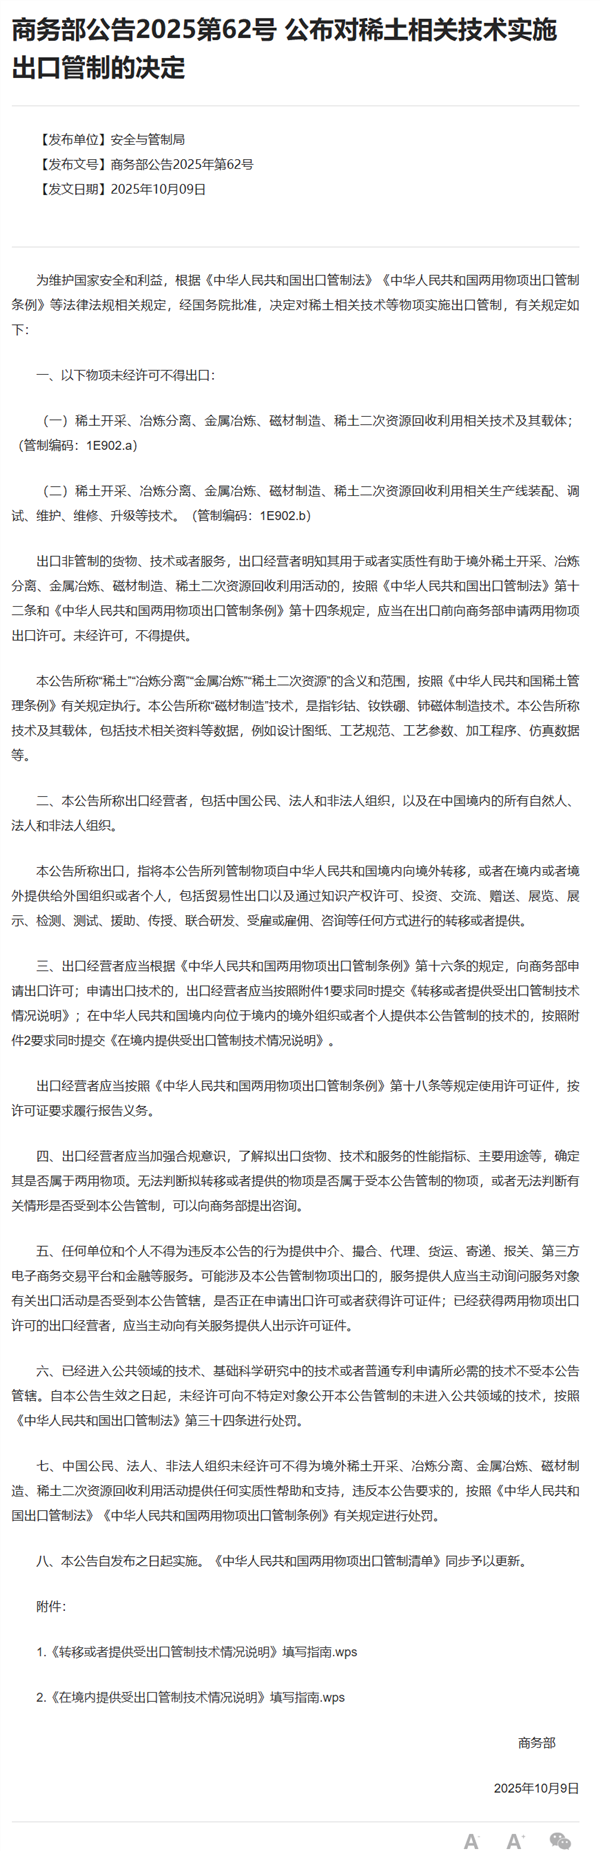 商务部公告2025第62号 公布对稀土相关技术实施
出口管制的决定
【发布单位】安全与管制局
【发布文号】商务部公告2025年第62号
【发文日期】2025年10月09日
为维护国家安全和利益，根据《中华人民共和国出口管制法》《中华人民共和国两用物项出口管制
条例》等法律法规相关规定，经国务院批准，决定对稀土相关技术等物项实施出口管制，有关规定如
下：
一、以下物项未经许可不得出口：
（一）稀土开采、冶炼分离、金属冶炼、磁材制造、稀土二次资源回收利用相关技术及其载体；
（管制编码：1E902.a）
（二）稀土开采、冶炼分离、金属冶炼、磁材制造、稀土二次资源回收利用相关生产线装配、调
试、维护、维修、升级等技术。（管制编码：1E902.b）
出口非管制的货物、技术或者服务，出口经营者明知其用于或者实质性有助于境外稀土开采、冶炼
分离、金属冶炼、磁材制造、稀土二次资源回收利用活动的，按照《中华人民共和国出口管制法》第十
二条和《中华人民共和国两用物项出口管制条例》第十四条规定，应当在出口前向商务部申请两用物项
出口许可。未经许可，不得提供。
本公告所称“稀土”“冶炼分离”“金属冶炼”“稀土二次资源”的含义和范围，按照《中华人民共和国稀土管
理条例》有关规定执行。本公告所称“磁材制造”技术，是指钐钴、钕铁硼、铈磁体制造技术。本公告所称
技术及其载体，包括技术相关资料等数据，例如设计图纸、工艺规范、工艺参数、加工程序、仿真数据
等。
二、本公告所称出口经营者，包括中国公民、法人和非法人组织，以及在中国境内的所有自然人、
法人和非法人组织。
本公告所称出口，指将本公告所列管制物项自中华人民共和国境内向境外转移，或者在境内或者境
外提供给外国组织或者个人，包括贸易性出口以及通过知识产权许可、投资、交流、赠送、展览、展
示、检测、测试、援助、传授、联合研发、受雇或雇佣、咨询等任何方式进行的转移或者提供。
三、出口经营者应当根据《中华人民共和国两用物项出口管制条例》第十六条的规定，向商务部申
请出口许可；申请出口技术的，出口经营者应当按照附件1要求同时提交《转移或者提供受出口管制技术
情况说明》；在中华人民共和国境内向位于境内的境外组织或者个人提供本公告管制的技术的，按照附
件2要求同时提交《在境内提供受出口管制技术情况说明》。
出口经营者应当按照《中华人民共和国两用物项出口管制条例》第十八条等规定使用许可证件，按
许可证要求履行报告义务。
四、出口经营者应当加强合规意识，了解拟出口货物、技术和服务的性能指标、主要用途等，确定
其是否属于两用物项。无法判断拟转移或者提供的物项是否属于受本公告管制的物项，或者无法判断有
关情形是否受到本公告管制，可以向商务部提出咨询。
五、任何单位和个人不得为违反本公告的行为提供中介、撮合、代理、货运、寄递、报关、第三方
电子商务交易平台和金融等服务。可能涉及本公告管制物项出口的，服务提供人应当主动询问服务对象
有关出口活动是否受到本公告管辖，是否正在申请出口许可或者获得许可证件；已经获得两用物项出口
许可的出口经营者，应当主动向有关服务提供人出示许可证件。
六、已经进入公共领域的技术、基础科学研究中的技术或者普通专利申请所必需的技术不受本公告
管辖。自本公告生效之日起，未经许可向不特定对象公开本公告管制的未进入公共领域的技术，按照
《中华人民共和国出口管制法》第三十四条进行处罚。
七、中国公民、法人、非法人组织未经许可不得为境外稀土开采、冶炼分离、金属冶炼、磁材制
造、稀土二次资源回收利用活动提供任何实质性帮助和支持，违反本公告要求的，按照《中华人民共和
国出口管制法》《中华人民共和国两用物项出口管制条例》有关规定进行处罚。
八、本公告自发布之日起实施。《中华人民共和国两用物项出口管制清单》同步予以更新。
附件：
1.《转移或者提供受出口管制技术情况说明》填写指南.wps
2.《在境内提供受出口管制技术情况说明》填写指南.wps
商务部
2025年10月9日
A- A+